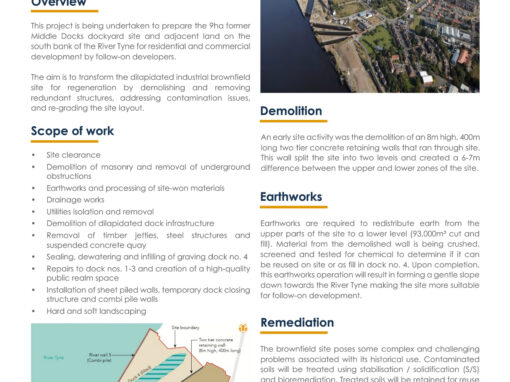 Overview
This project is being undertaken to prepare the 9ha former
Middle Docks dockyard site and adjacent land on the
south bank of the River Tyne for residential and commercial
development by follow-on developers.
The aim is to transform the dilapidated industrial brownfield
site for regeneration by demolishing and removing
redundant structures, addressing contamination issues,
and re-grading the site layout.
Scope of work
• Site clearance
• Demolition of masonry and removal of underground
obstructions
• Earthworks and processing of site-won materials
• Drainage works
• Utilities isolation and removal
• Demolition of dilapidated dock infrastructure
• Removal of timber jetties, steel structures and
suspended concrete quay
• Sealing, dewatering and infilling of graving dock no. 4
• Repairs to dock nos. 1-3 and creation of a high-quality
public realm space
• Installation of sheet piled walls, temporary dock closing
structure and combi pile walls
• Hard and soft landscaping
Site boundary
River Tyne
River wall 5
(Combi pile)
Two tier concrete
retaining wall
(8m high, 400m long)
Demolition
An early site activity was the demolition of an 8m high, 400m
long two tier concrete retaining walls that ran through site.
This wall split the site into two levels and created a 6-7m
difference between the upper and lower zones of the site.
Earthworks
Earthworks are required to redistribute earth from the
upper parts of the site to a lower level (93,000m³ cut and
fill). Material from the demolished wall is being crushed,
screened and tested for chemical to determine if it can
be reused on site or as fill in dock no. 4. Upon completion,
this earthworks operation will result in forming a gentle slope
down towards the River Tyne making the site more suitable
for follow-on development.
Remediation
The brownfield site poses some complex and challenging
problems associated with its historical use. Contaminated
soils will be treated using stabilisation / solidification (S/S)
and bioremediation. Treated soils will be retained for reuse